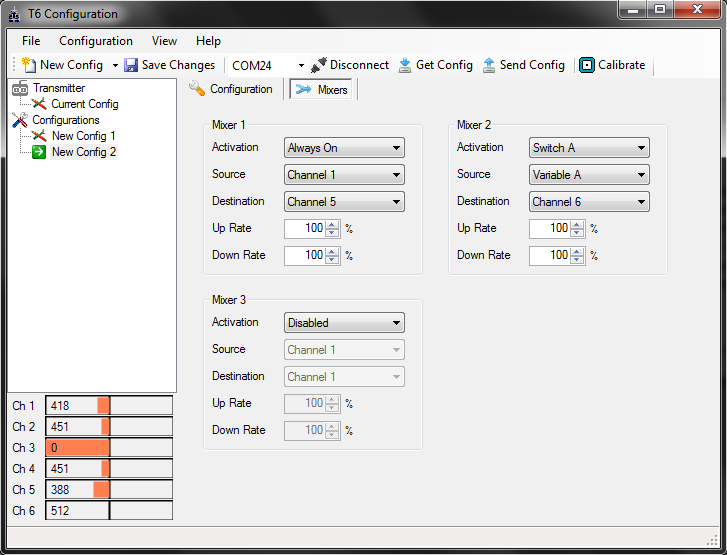 T6 Configuration
File Configuration View Help
New Config Save Changes COM24 Disconnect Get Config Send Config Calibrate
Transmitter
Current Config
Configurations
New Config 1
New Config 2
Configuration Mixers
Mixer 1
Activation Always On
Source Channel 1
Destination Channel 5
Up Rate 100 %
Down Rate 100 %
Mixer 2
Activation Switch A
Source Variable A
Destination Channel 6
Up Rate 100 %
Down Rate 100 %
Mixer 3
Activation Disabled
Source Channel 1
Destination Channel 1
Up Rate 100 %
Down Rate 100 %
Ch 1 418
Ch 2 451
Ch 3 0
Ch 4 451
Ch 5 388
Ch 6 512